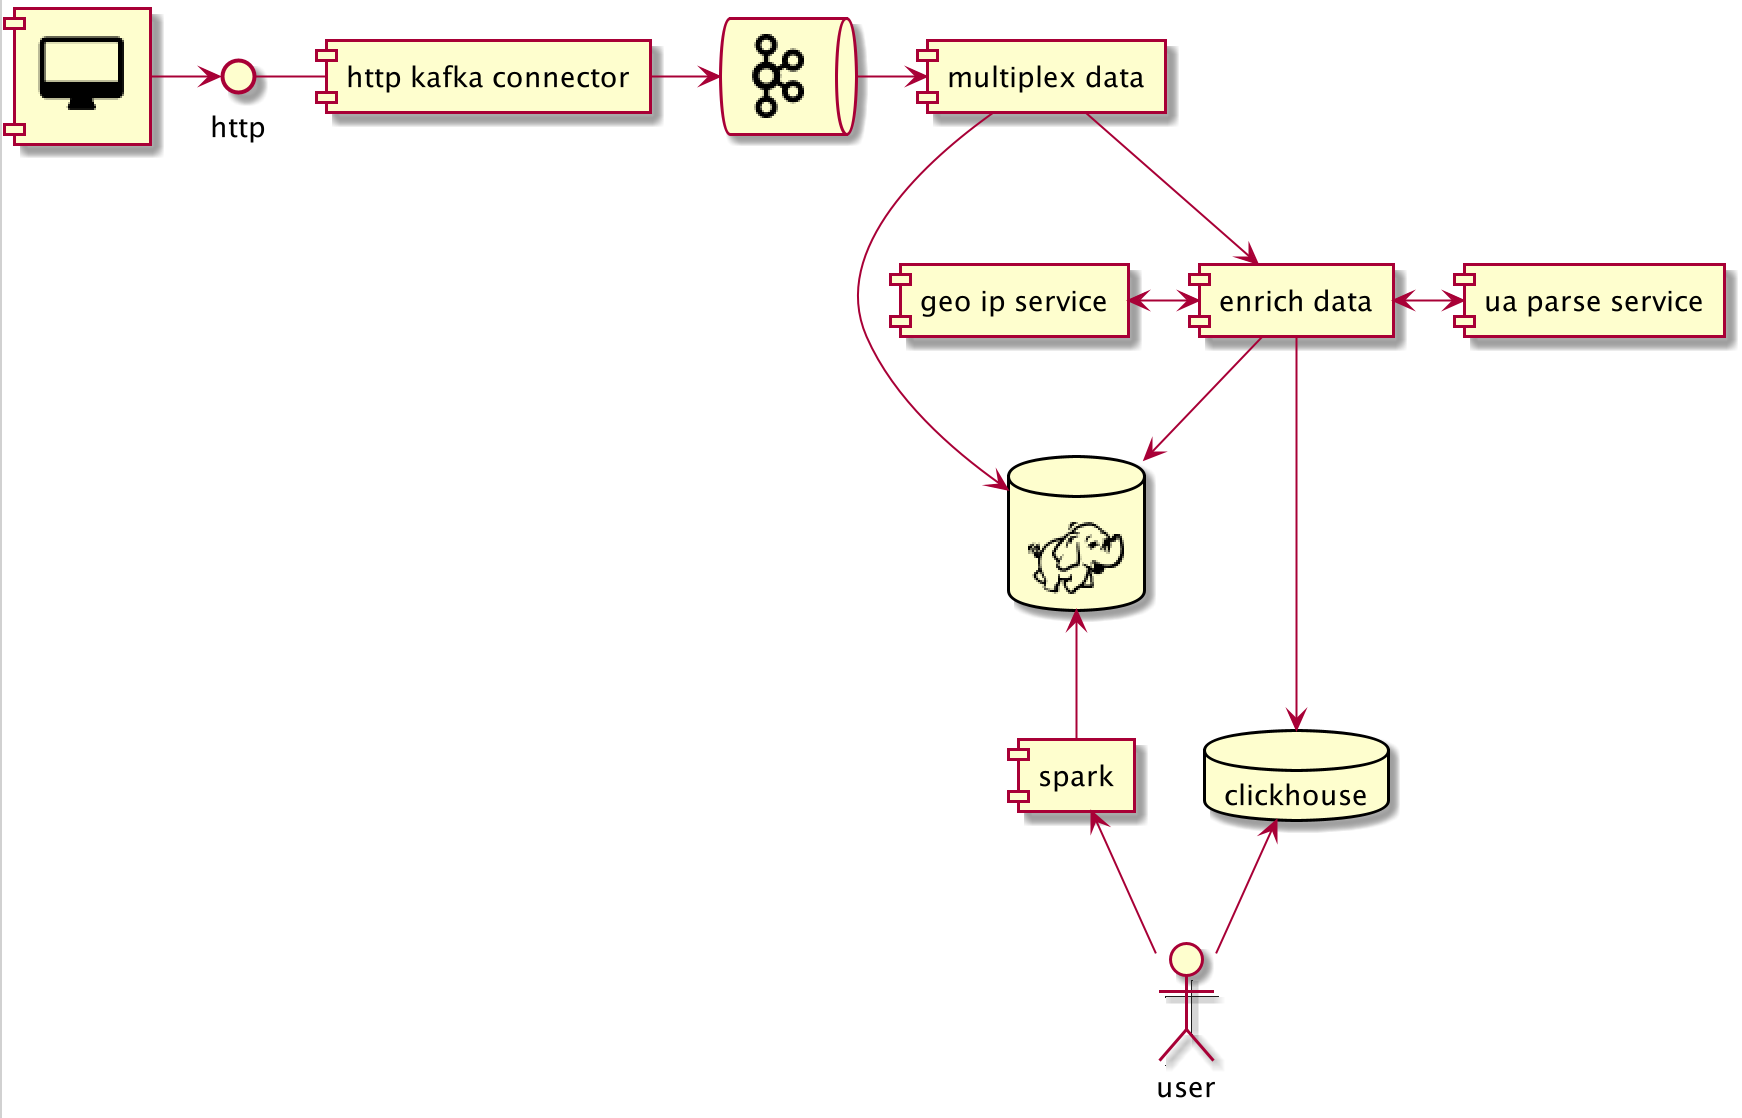 http kafka connector
multiplex data
http
geo ip service
enrich data
ua parse service
spark
clickhouse
user